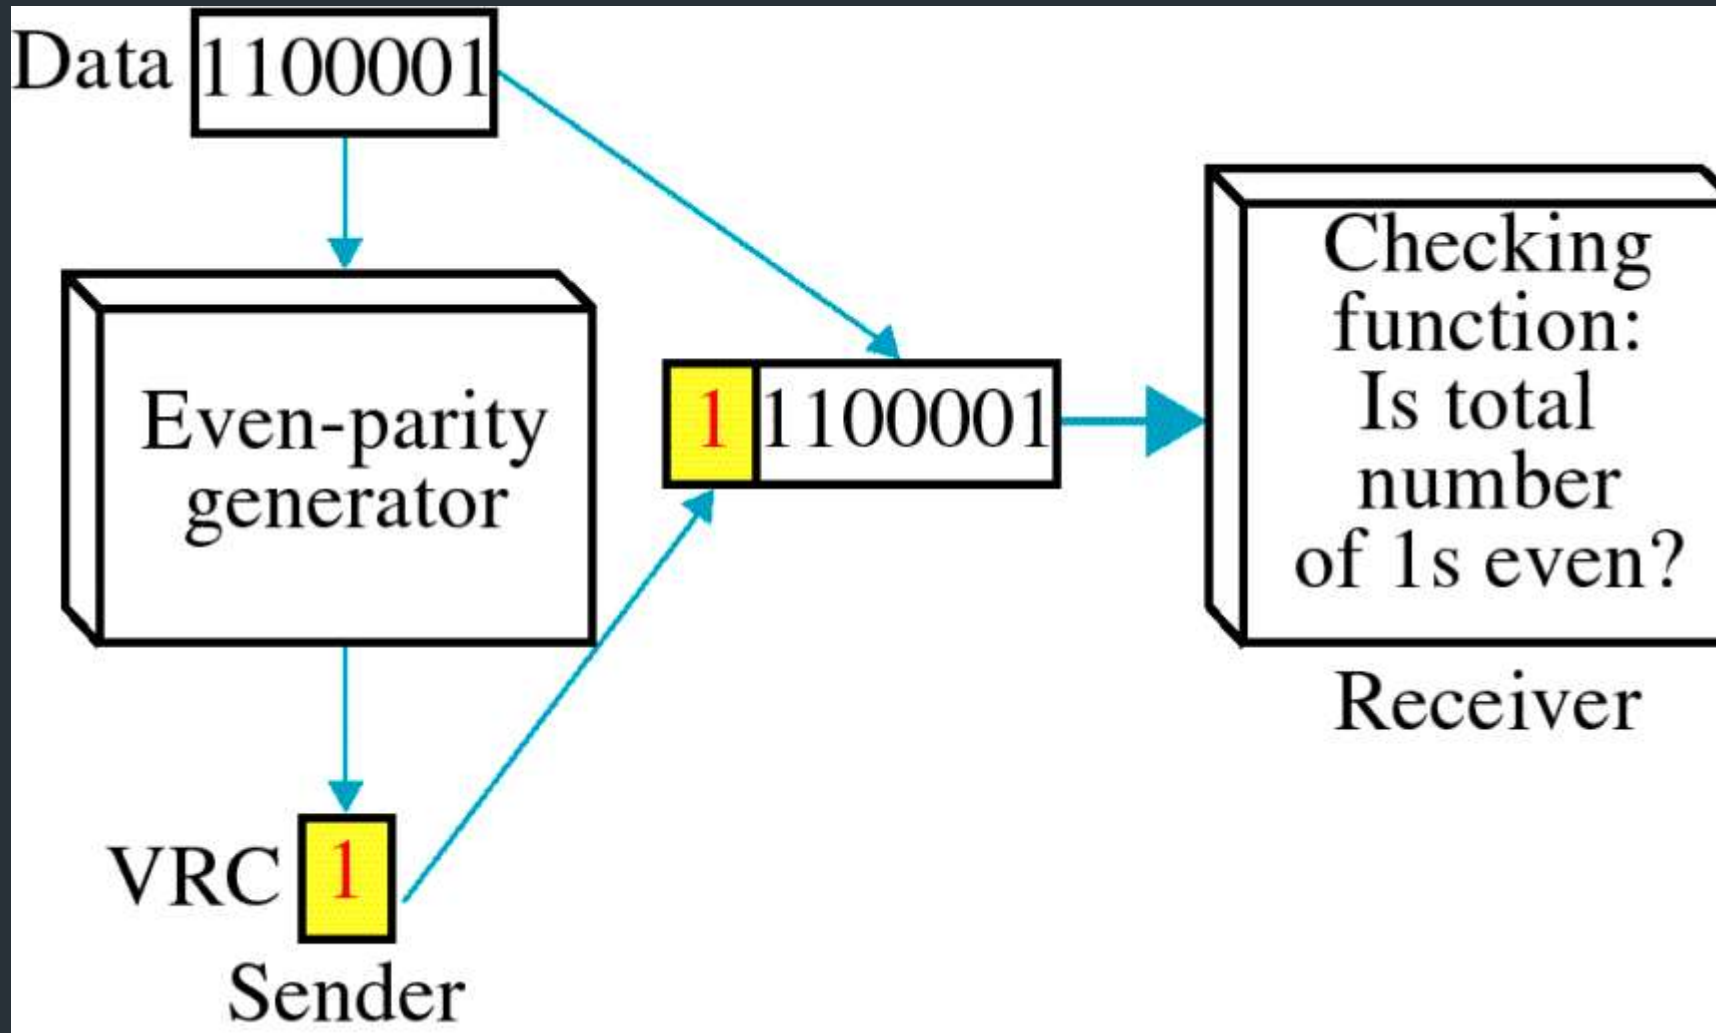 Data 1100001
Even-parity
generator
VRC 1
Sender
1 1100001
Checking
function:
Is total
number
of 1s even?
Receiver